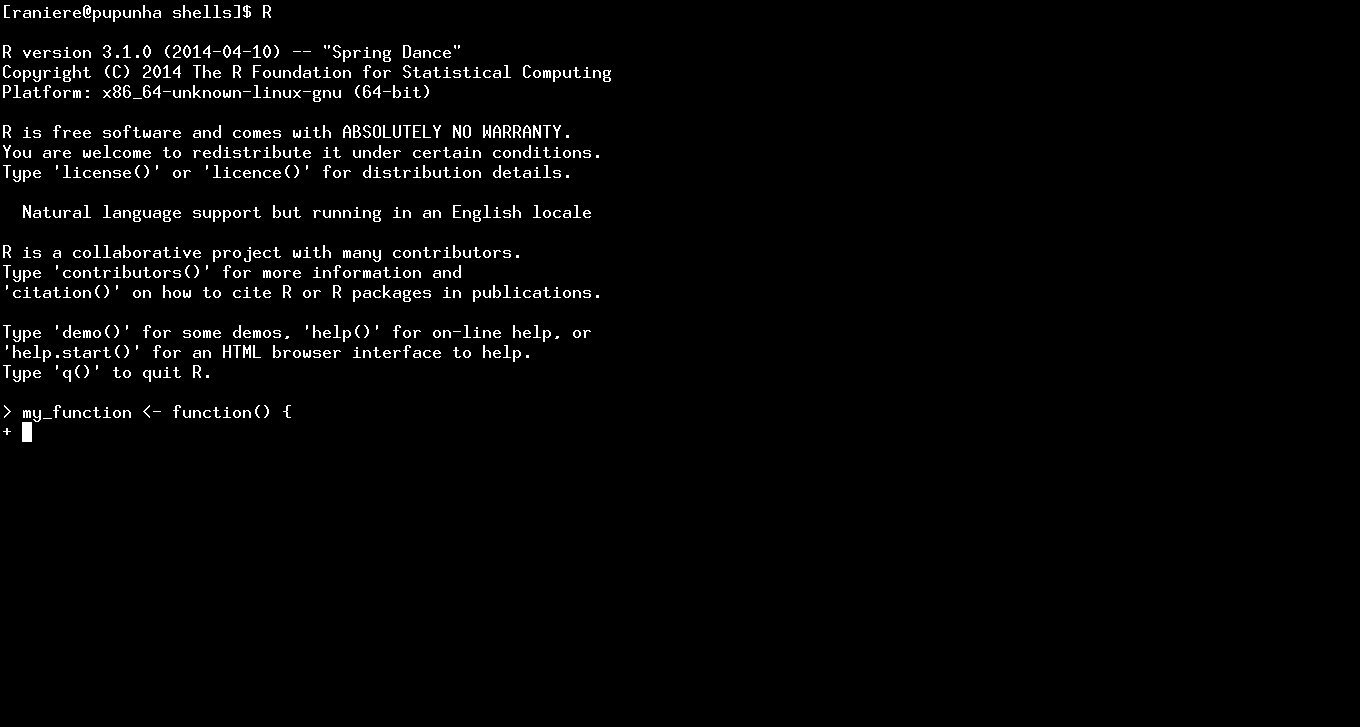 [raniere@pupunha shells]$ R
R version 3.1.0 (2014-04-10) -- "Spring Dance"
Copyright (C) 2014 The R Foundation for Statistical Computing
Platform: x86_64-unknown-linux-gnu (64-bit)
R is free software and comes with ABSOLUTELY NO WARRANTY.
You are welcome to redistribute it under certain conditions.
Type 'license()' or 'licence()' for distribution details.
  Natural language support but running in an English locale
R is a collaborative project with many contributors.
Type 'contributors()' for more information and
'citation()' on how to cite R or R packages in publications.
Type 'demo()' for some demos, 'help()' for on-line help, or
'help.start()' for an HTML browser interface to help.
Type 'q()' to quit R.
> my_function <- function() {
+